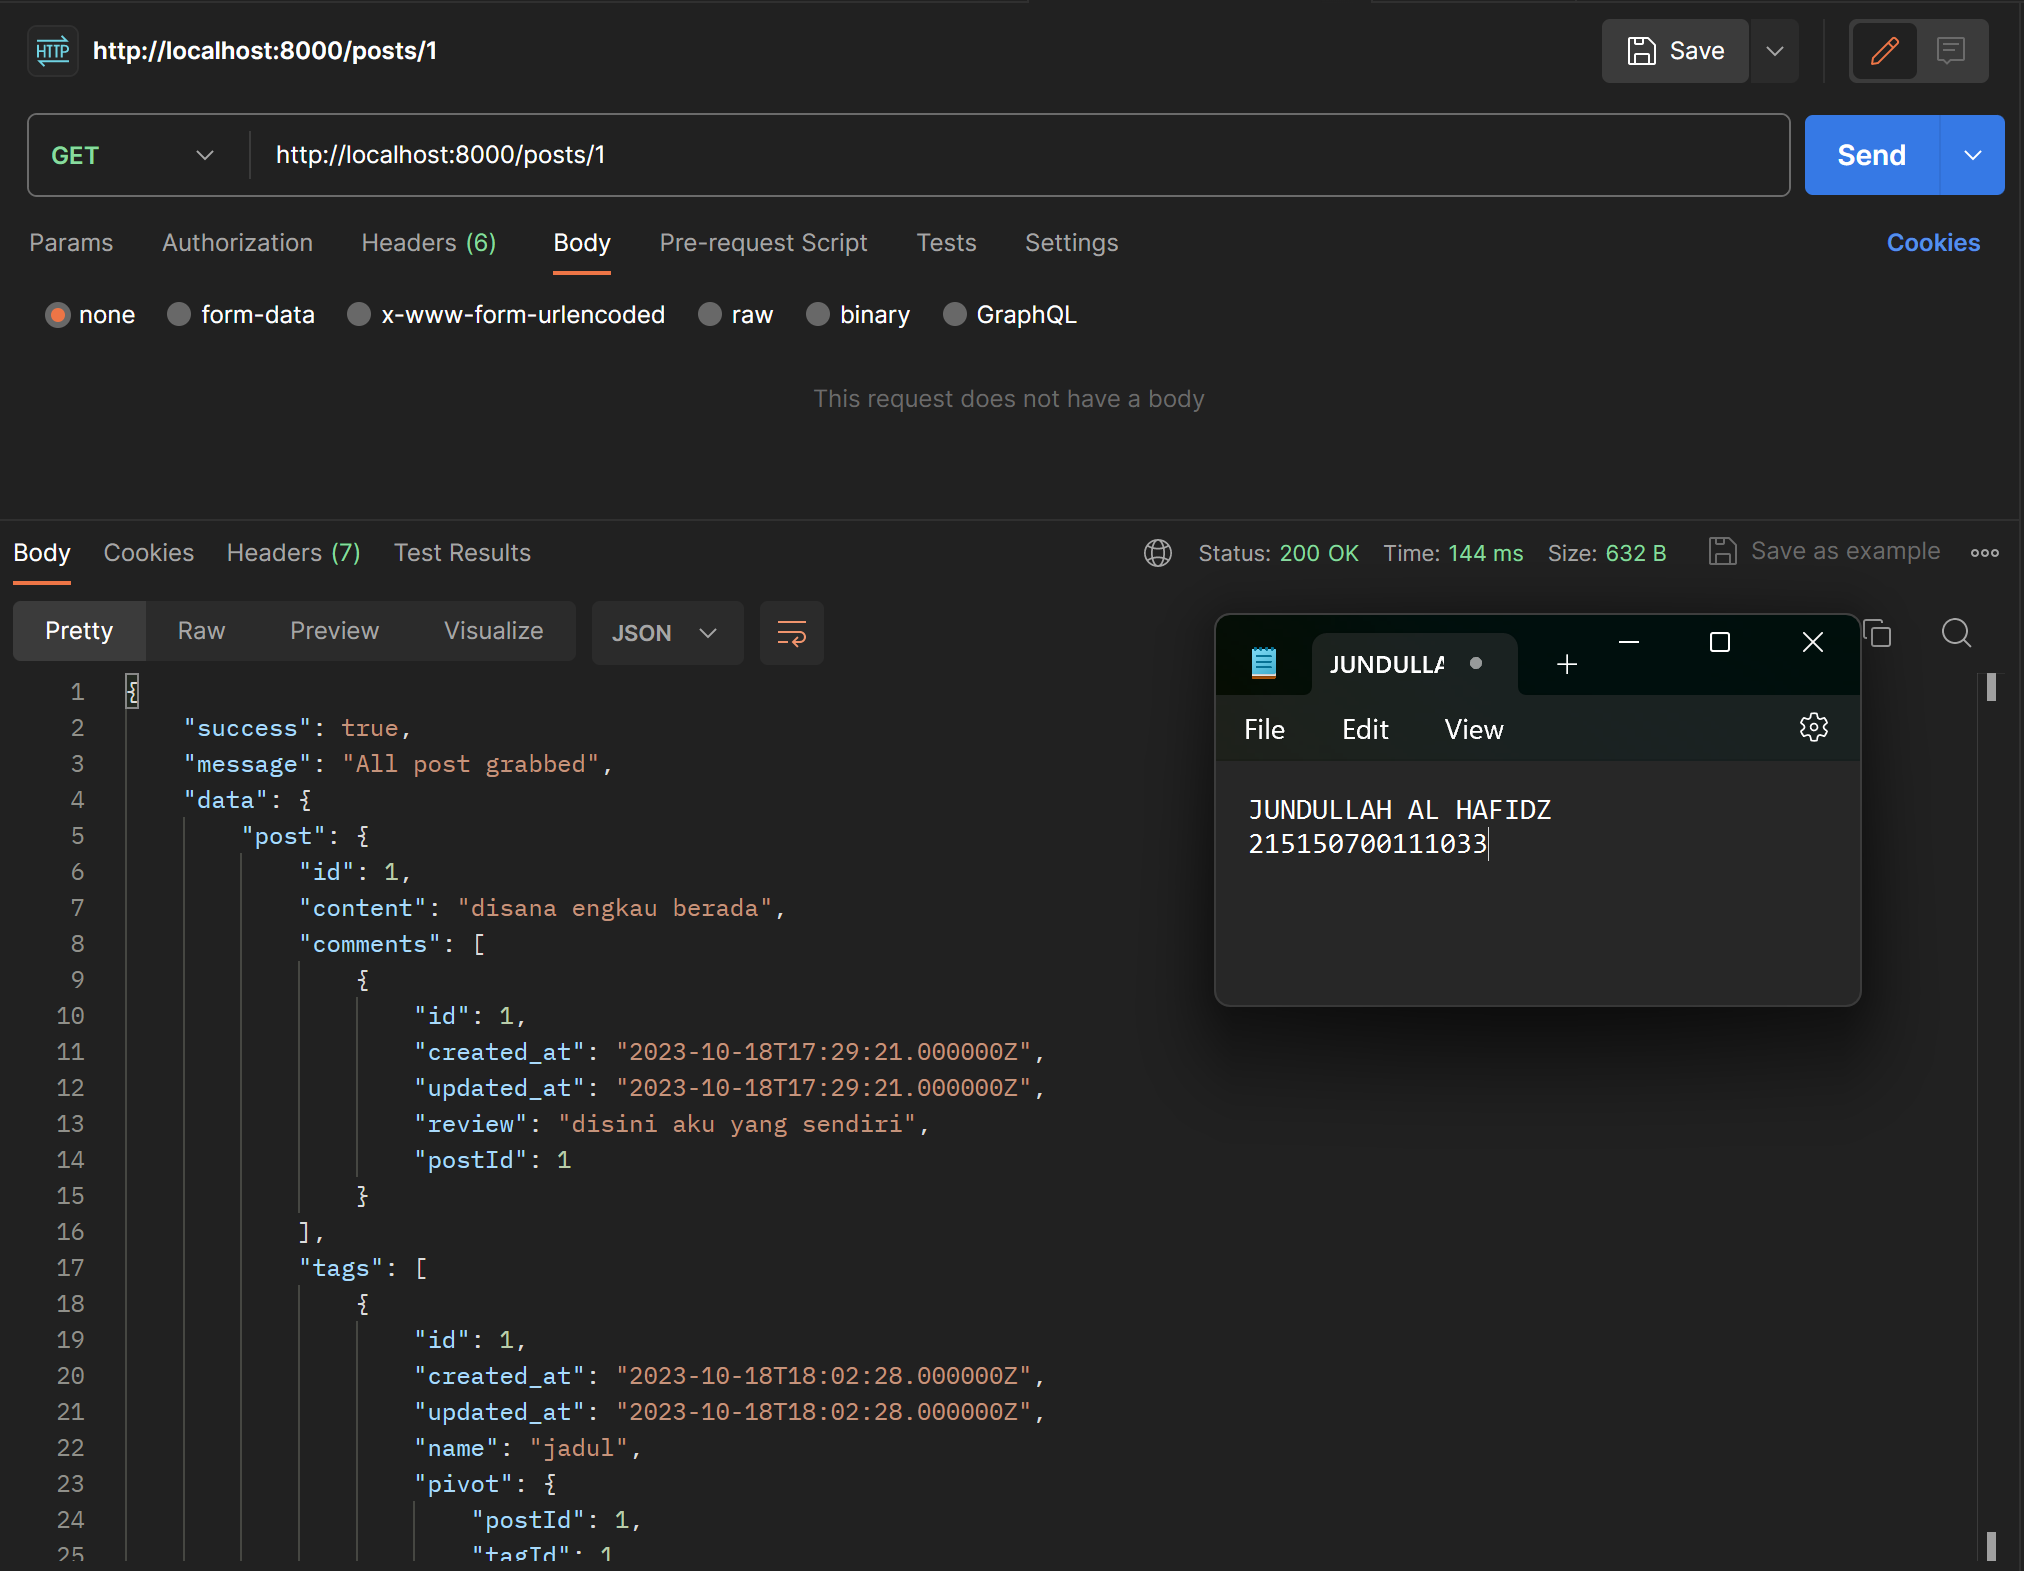 HTTP http://localhost:8000/posts/1
Save
GET http://localhost:8000/posts/1
Send
Params Authorization Headers (6) Body Pre-request Script Tests Settings Cookies
none form-data x-www-form-urlencoded raw binary GraphQL
This request does not have a body
Body Cookies Headers (7) Test Results Status: 200 OK Time: 144 ms Size: 632 B Save as example
Pretty Raw Preview Visualize JSON
1 {
2 "success": true,
3 "message": "All post grabbed",
4 "data": {
5 "post": {
6 "id": 1,
7 "content": "disana engkau berada",
8 "comments": [
9 {
10 "id": 1,
11 "created_at": "2023-10-18T17:29:21.000000Z",
12 "updated_at": "2023-10-18T17:29:21.000000Z",
13 "review": "disini aku yang sendiri",
14 "postId": 1
15 }
16 ],
17 "tags": [
18 {
19 "id": 1,
20 "created_at": "2023-10-18T18:02:28.000000Z",
21 "updated_at": "2023-10-18T18:02:28.000000Z",
22 "name": "jadul",
23 "pivot": {
24 "postId": 1,
25 "tagId": 1
JUNDULLA
File Edit View
JUNDULLAH AL HAFIDZ
215150700111033